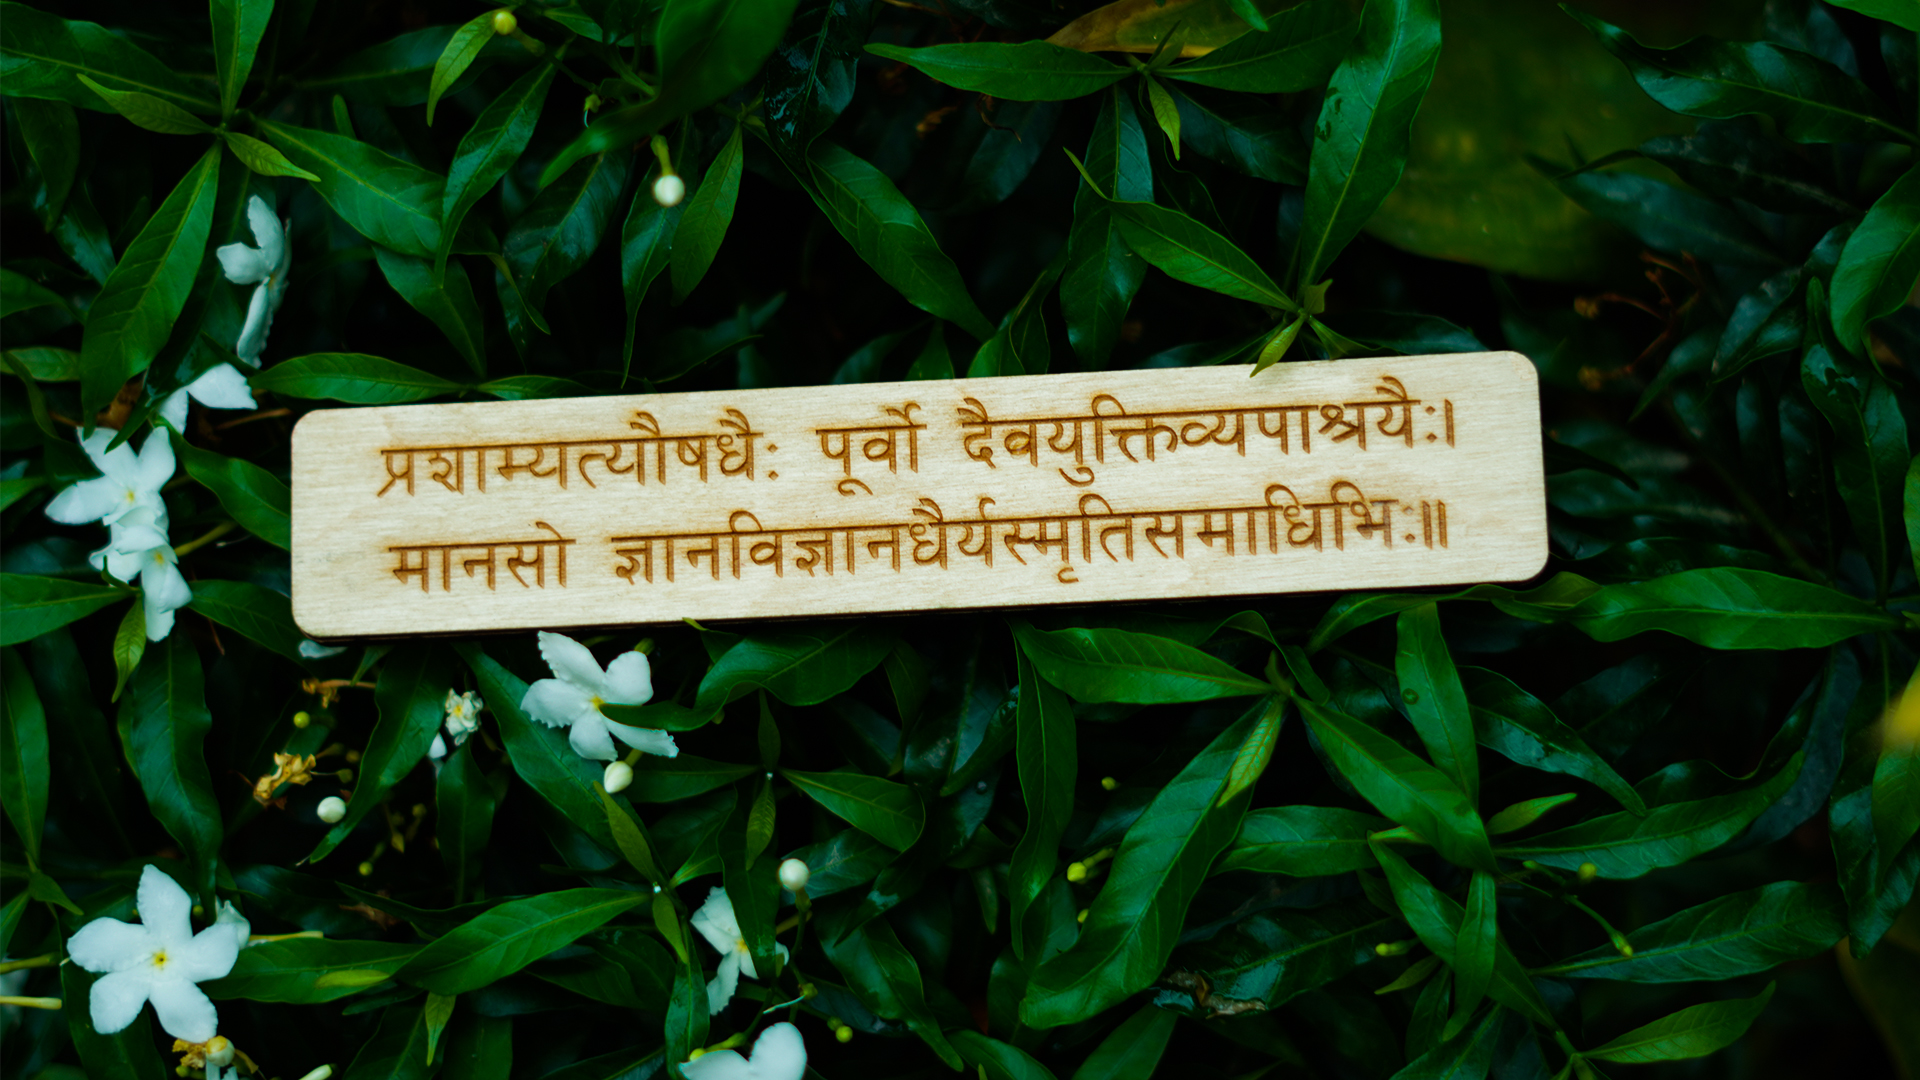 प्रशाम्यत्यौषधैः पूर्वो दैवयुक्तिव्यपाश्रयैः।
मानसो ज्ञानविज्ञानधैर्यस्मृतिसमाधिभिः॥